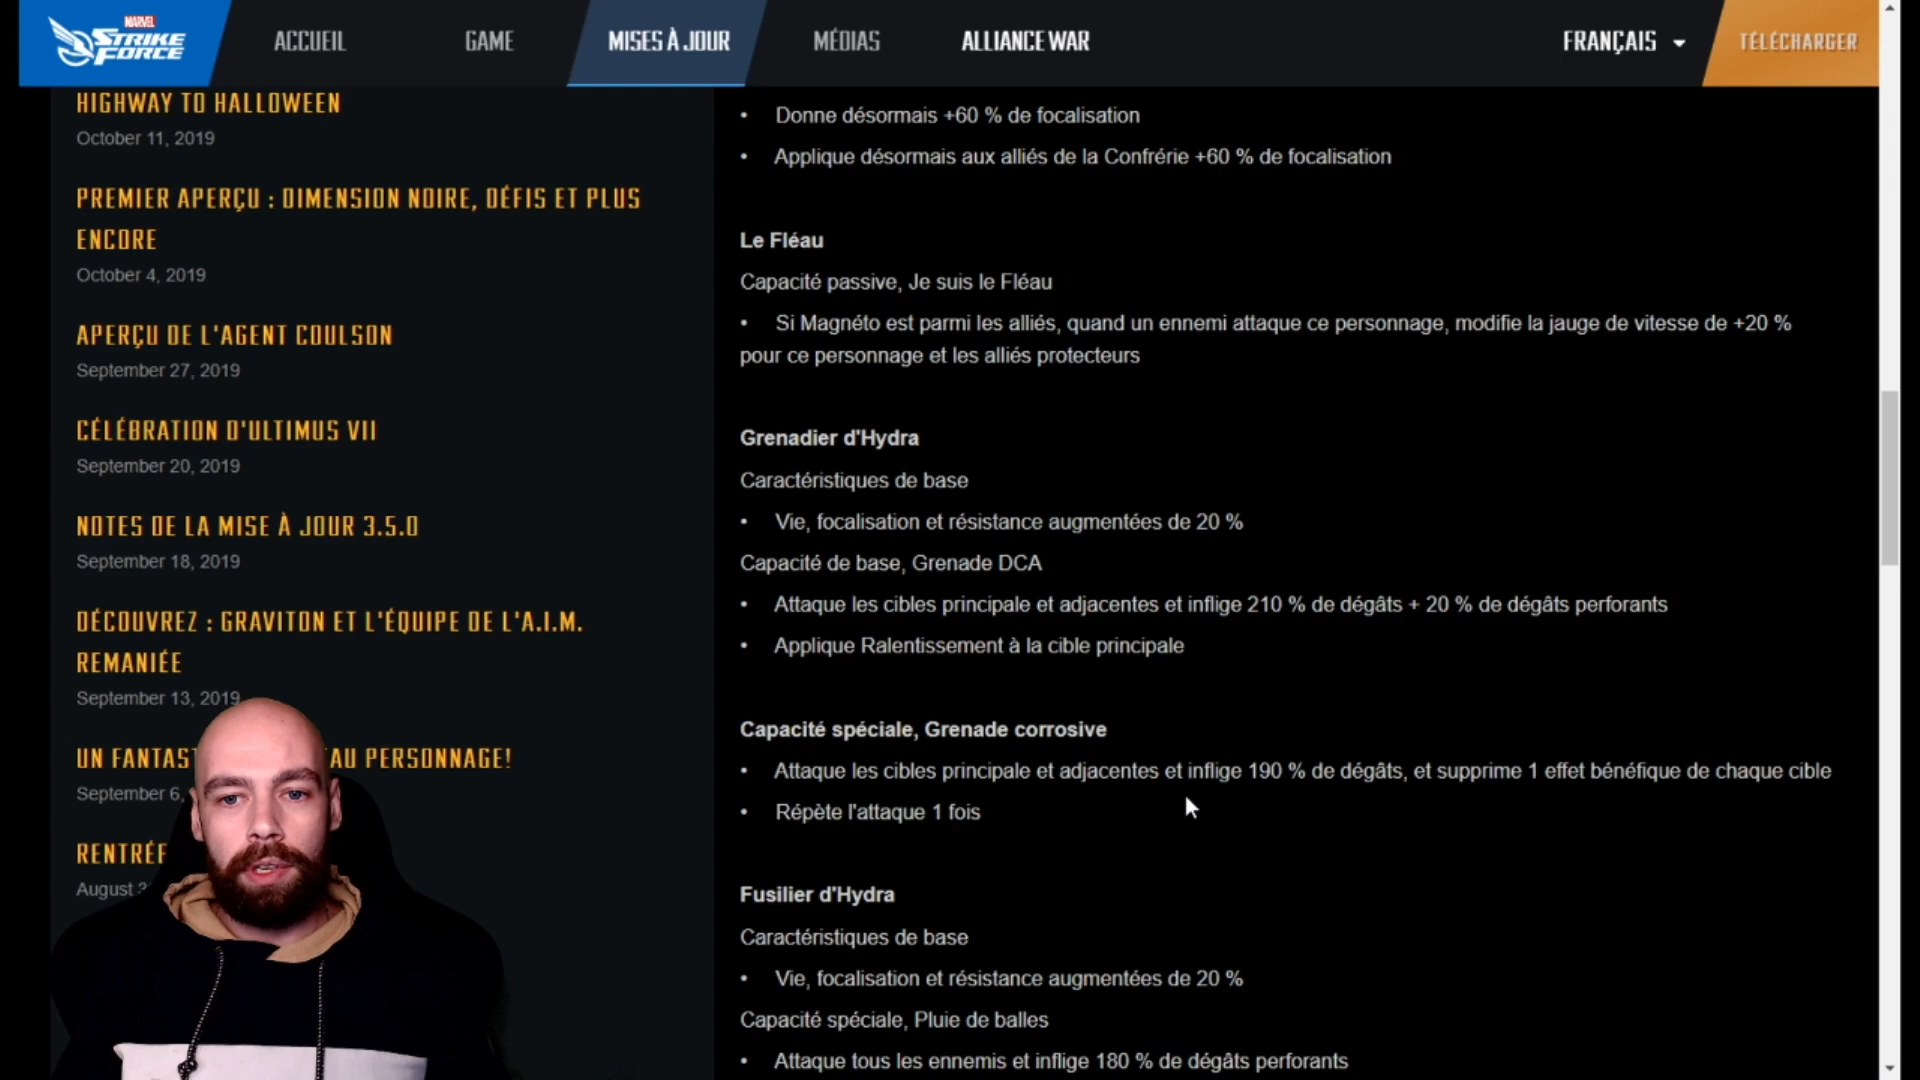 MARVEL
STRIKE
FORCE
ACCUEIL
GAME
MISES À JOUR
MÉDIAS
ALLIANCE WAR
FRANÇAIS
TÉLÉCHARGER
HIGHWAY TO HALLOWEEN
October 11, 2019
PREMIER APERÇU : DIMENSION NOIRE, DÉFIS ET PLUS
ENCORE
October 4, 2019
APERÇU DE L'AGENT COULSON
September 27, 2019
CÉLÉBRATION D'ULTIMUS VII
September 20, 2019
NOTES DE LA MISE À JOUR 3.5.0
September 18, 2019
DÉCOUVREZ : GRAVITON ET L'ÉQUIPE DE L'A.I.M.
REMANIÉE
September 13, 2019
UN PERSONNAGE!
September 6,
RENTRÉE
August
• Donne désormais +60 % de focalisation
• Applique désormais aux alliés de la Confrérie +60 % de focalisation
Le Fléau
Capacité passive, Je suis le Fléau
• Si Magnéto est parmi les alliés, quand un ennemi attaque ce personnage, modifie la jauge de vitesse de +20 %
pour ce personnage et les alliés protecteurs
Grenadier d'Hydra
Caractéristiques de base
• Vie, focalisation et résistance augmentées de 20 %
Capacité de base, Grenade DCA
• Attaque les cibles principale et adjacentes et inflige 210 % de dégâts + 20 % de dégâts perforants
• Applique Ralentissement à la cible principale
Capacité spéciale, Grenade corrosive
• Attaque les cibles principale et adjacentes et inflige 190 % de dégâts, et supprime 1 effet bénéfique de chaque cible
• Répète l'attaque 1 fois
Fusilier d'Hydra
Caractéristiques de base
• Vie, focalisation et résistance augmentées de 20 %
Capacité spéciale, Pluie de balles
• Attaque tous les ennemis et inflige 180 % de dégâts perforants